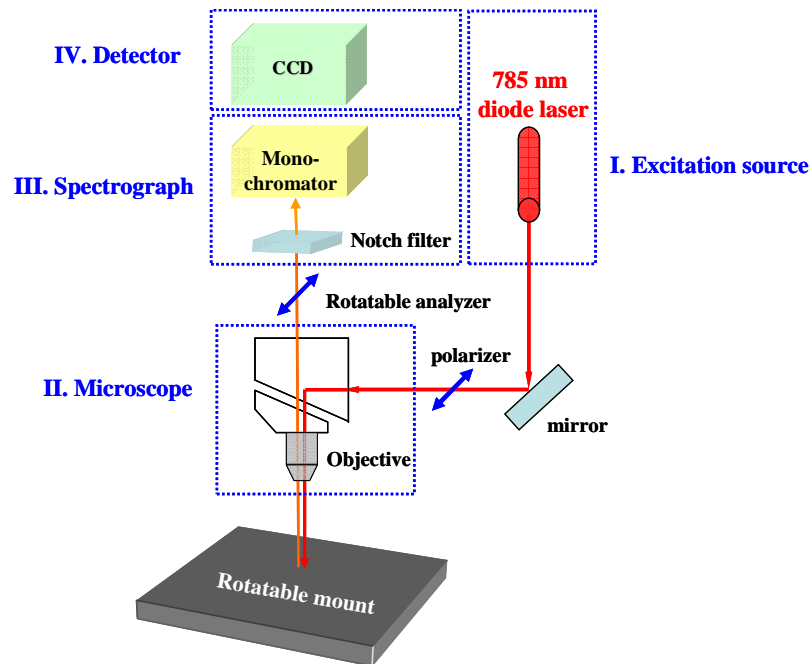 IV. Detector
CCD
785 nm
diode laser
I. Excitation source
III. Spectrograph
Mono-
chromator
Notch filter
Rotatable analyzer
II. Microscope
polarizer
mirror
Objective
Rotatable mount